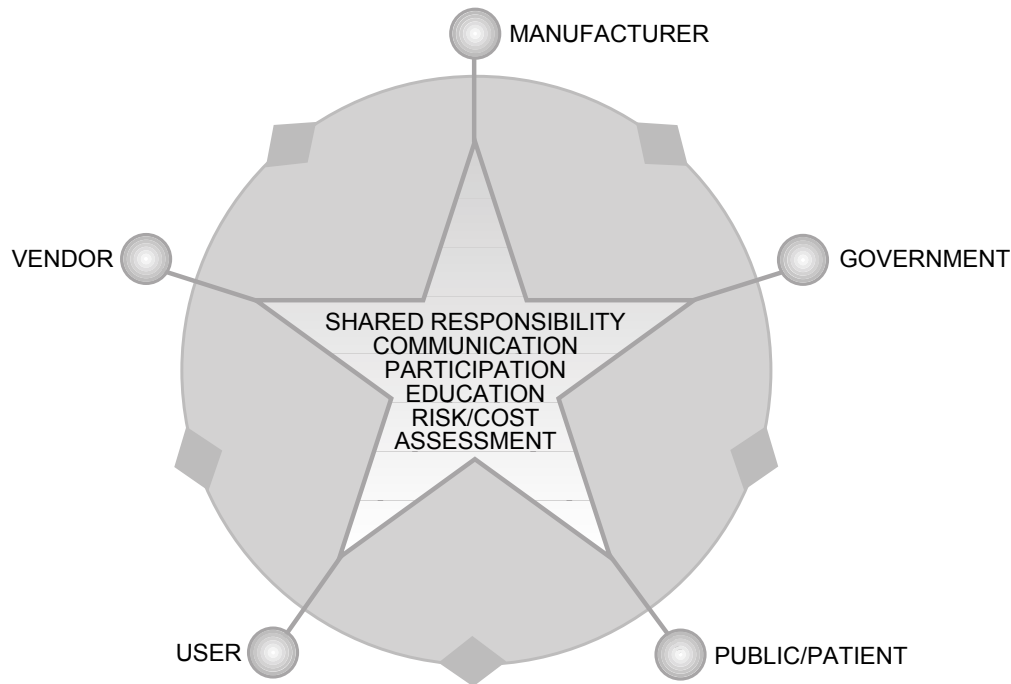 MANUFACTURER
VENDOR
GOVERNMENT
SHARED RESPONSIBILITY
COMMUNICATION
PARTICIPATION
EDUCATION
RISK/COST
ASSESSMENT
USER
PUBLIC/PATIENT